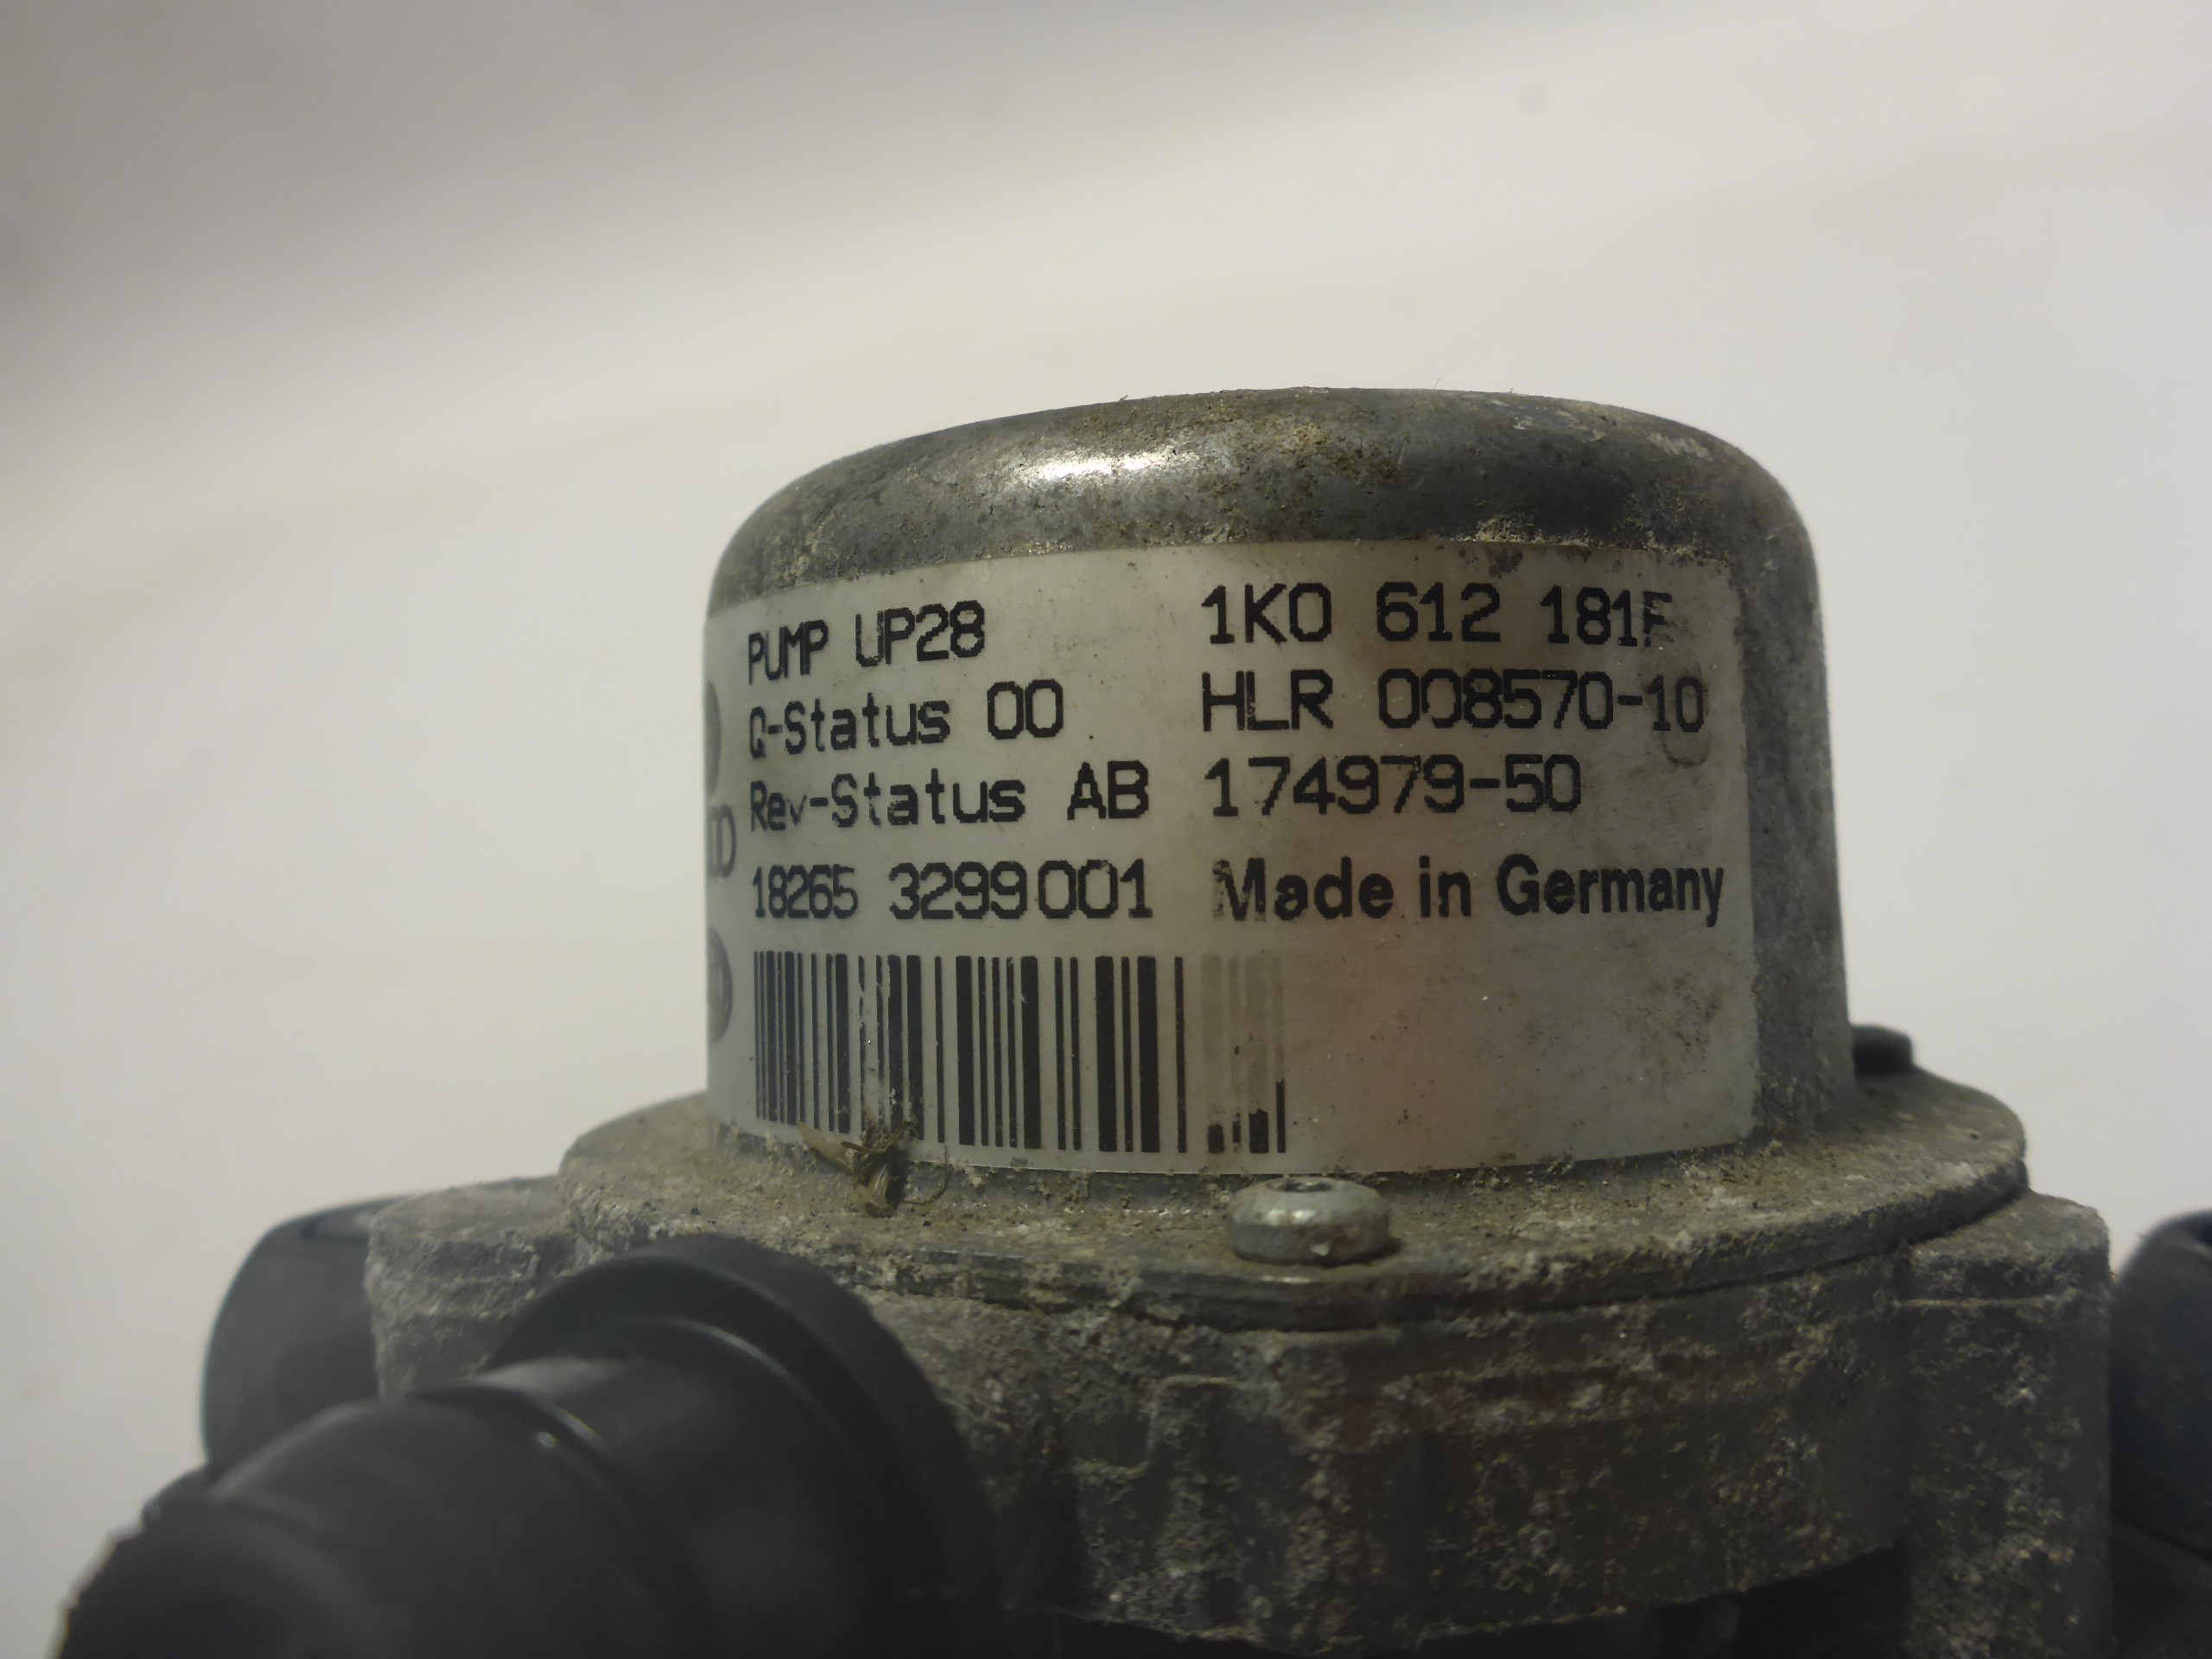 PUMP UP28 1K0 612 181F
Q-Status 00 HLR 008570-10
Rev-Status AB 174979-50
18265 3299001 Made in Germany